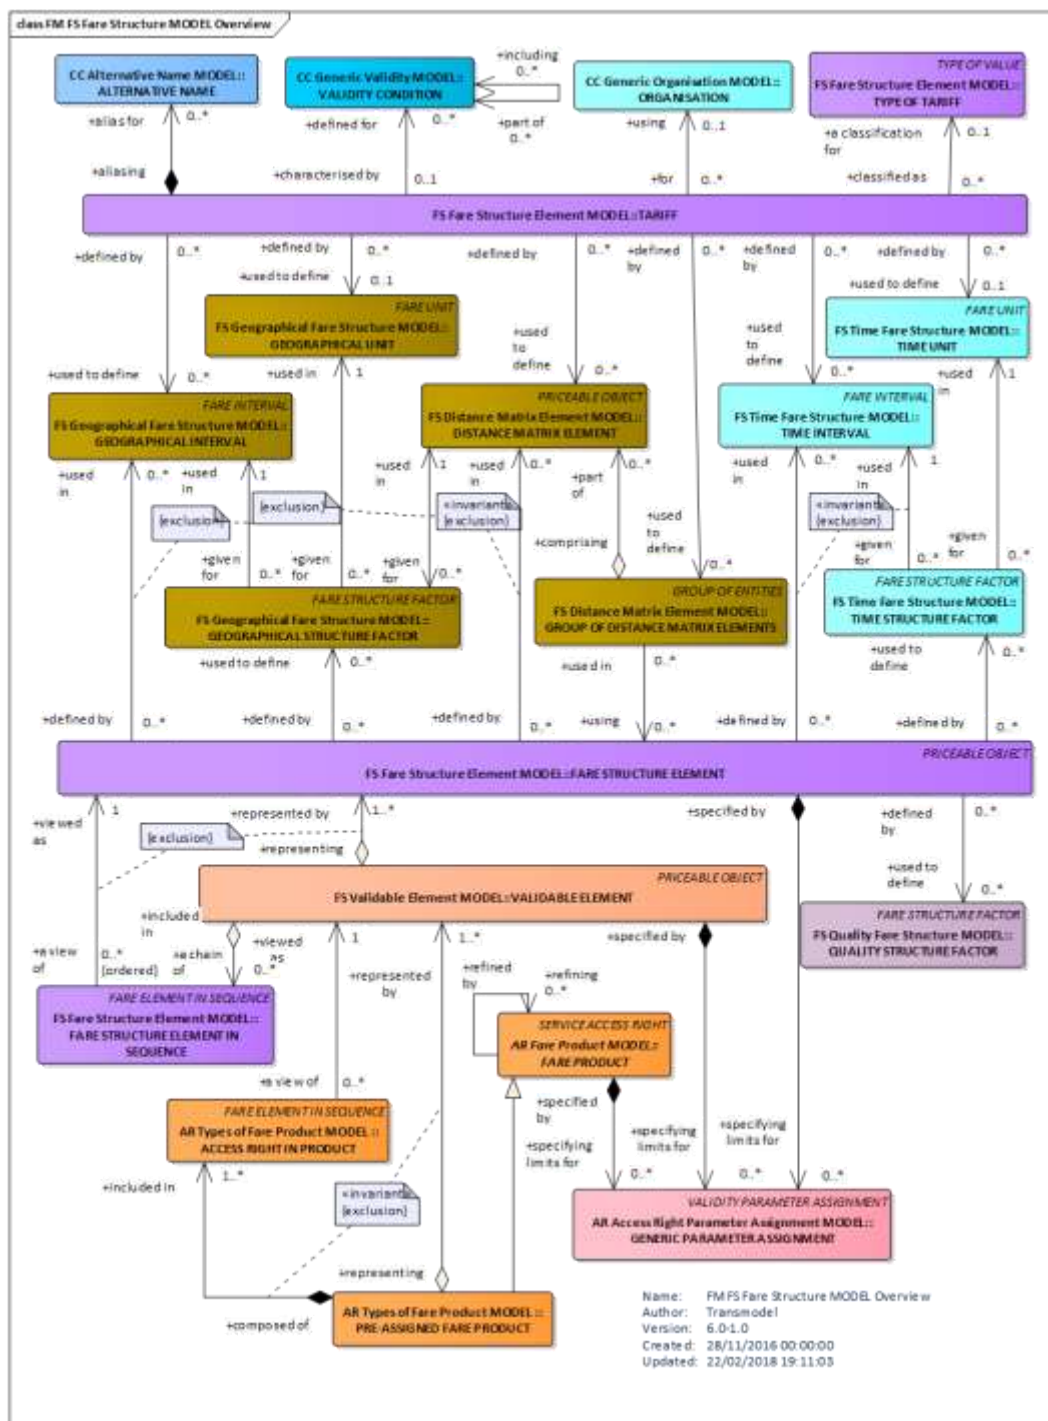 class FM FS Fare Structure MODEL Overview
CC Alternative Name MODEL::
ALTERNATIVE NAME
CC Generic Validity MODEL::
VALIDITY CONDITION
+including
0..*
+part of
0..*
CC Generic Organisation MODEL::
ORGANISATION
TYPE OF VALUE
FS Fare Structure Element MODEL::
TYPE OF TARIFF
+alias for
0..*
+defined for
0..*
+using
0..1
+a classification
for
0..1
+aliasing
+characterised by
0..1
+for
0..*
+classified as
0..*
FS Fare Structure Element MODEL::TARIFF
+defined by
0..*
+defined by
0..*
+defined by
0..*
+defined
by
0..*
+defined
by
0..*
+defined by
0..*
+used to define
0..1
+used to define
0..1
FARE UNIT
FS Geographical Fare Structure MODEL::
GEOGRAPHICAL UNIT
FARE UNIT
FS Time Fare Structure MODEL::
TIME UNIT
+used to define
0..*
+used in
1
+used
to
define
0..*
+used
to
define
0..*
+used
in
1
FARE INTERVAL
FS Geographical Fare Structure MODEL::
GEOGRAPHICAL INTERVAL
PRICEABLE OBJECT
FS Distance Matrix Element MODEL::
DISTANCE MATRIX ELEMENT
FARE INTERVAL
FS Time Fare Structure MODEL::
TIME INTERVAL
+used
in
0..*
+used
in
1
+used
in
1
+used
in
0..*
0..*
+part
of
+used
in
0..*
+used
in
1
{exclusion}
{exclusion}
«invariant»
{exclusion}
«invariant»
{exclusion}
+comprising
+used
to
define
0..*
+given
for
0..*
+given
for
0..*
+given
for
0..*
+given
for
0..*
+given
for
0..*
FARE STRUCTURE FACTOR
FS Geographical Fare Structure MODEL::
GEOGRAPHICAL STRUCTURE FACTOR
GROUP OF ENTITIES
FS Distance Matrix Element MODEL::
GROUP OF DISTANCE MATRIX ELEMENTS
FARE STRUCTURE FACTOR
FS Time Fare Structure MODEL::
TIME STRUCTURE FACTOR
+used to define
0..*
+used in
0..*
+used to
define
0..*
+defined by
0..*
+defined by
0..*
+defined by
0..*
+using
0..*
+defined by
0..*
+defined by
0..*
PRICEABLE OBJECT
FS Fare Structure Element MODEL::FARE STRUCTURE ELEMENT
+viewed
as
1
+represented by
1..*
+specified by
+defined
by
0..*
{exclusion}
+representing
+used to
define
0..*
PRICEABLE OBJECT
FS Validable Element MODEL::VALIDABLE ELEMENT
FARE STRUCTURE FACTOR
FS Quality Fare Structure MODEL::
QUALITY STRUCTURE FACTOR
+included
in
+viewed
as
1
1..*
+specified by
+a view
of
0..*
{ordered}
+a chain
of
0..*
+represented
by
+refined
by
+refining
0..*
FARE ELEMENT IN SEQUENCE
FS Fare Structure Element MODEL::
FARE STRUCTURE ELEMENT IN
SEQUENCE
SERVICE ACCESS RIGHT
AR Fare Product MODEL::
FARE PRODUCT
+a view of
0..*
+specified
by
FARE ELEMENT IN SEQUENCE
AR Types of Fare Product MODEL ::
ACCESS RIGHT IN PRODUCT
+specifying
limits for
0..*
+specifying
limits for
0..*
+specifying
limits for
0..*
+included in
1..*
«invariant»
{exclusion}
VALIDITY PARAMETER ASSIGNMENT
AR Access Right Parameter Assignment MODEL::
GENERIC PARAMETER ASSIGNMENT
+representing
+composed of
AR Types of Fare Product MODEL ::
PRE-ASSIGNED FARE PRODUCT
Name: FM FS Fare Structure MODEL Overview
Author: Transmodel
Version: 6.0-1.0
Created: 28/11/2016 00:00:00
Updated: 22/02/2018 19:11:03